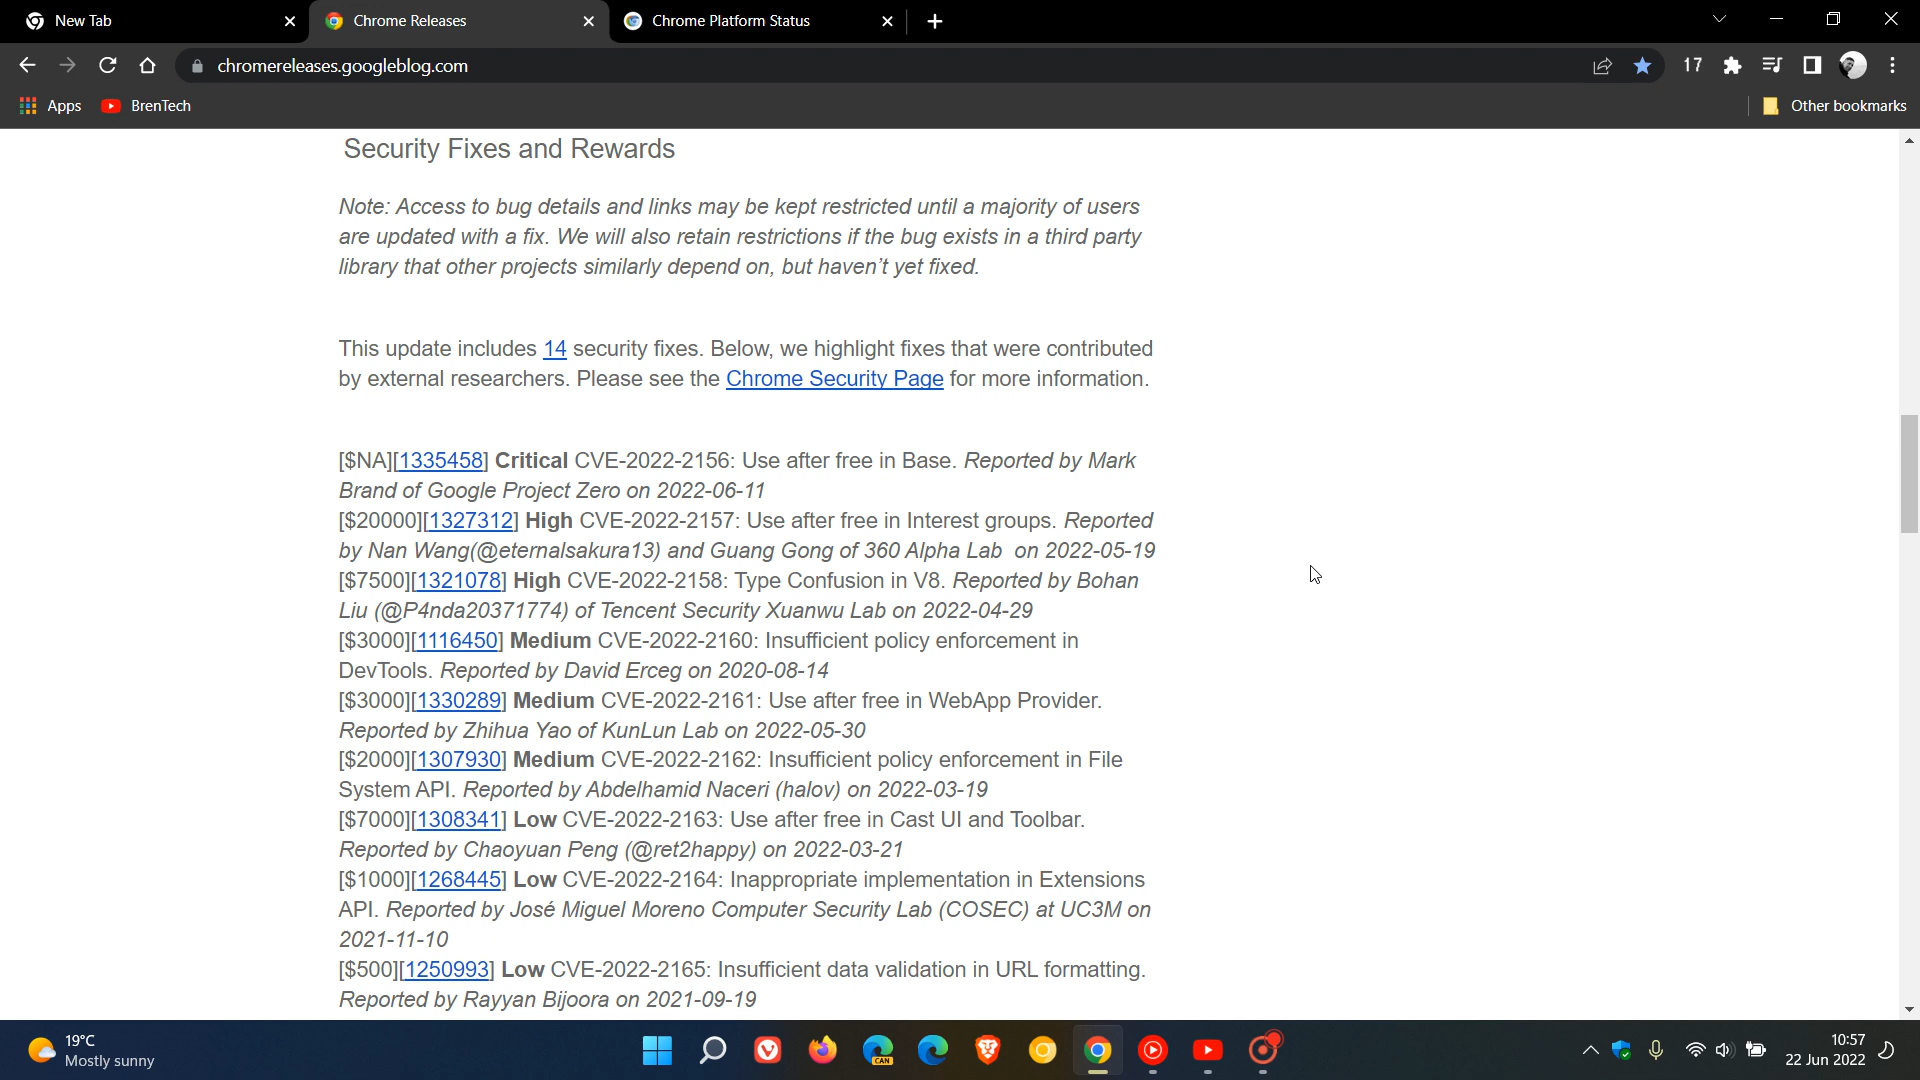 New Tab
Chrome Releases
Chrome Platform Status
chromereleases.googleblog.com
17
Apps
BrenTech
Other bookmarks
Security Fixes and Rewards
Note: Access to bug details and links may be kept restricted until a majority of users
are updated with a fix. We will also retain restrictions if the bug exists in a third party
library that other projects similarly depend on, but haven’t yet fixed.
This update includes 14 security fixes. Below, we highlight fixes that were contributed
by external researchers. Please see the Chrome Security Page for more information.
[$NA][1335458] Critical CVE-2022-2156: Use after free in Base. Reported by Mark
Brand of Google Project Zero on 2022-06-11
[$20000][1327312] High CVE-2022-2157: Use after free in Interest groups. Reported
by Nan Wang(@eternalsakura13) and Guang Gong of 360 Alpha Lab on 2022-05-19
[$7500][1321078] High CVE-2022-2158: Type Confusion in V8. Reported by Bohan
Liu (@P4nda20371774) of Tencent Security Xuanwu Lab on 2022-04-29
[$3000][1116450] Medium CVE-2022-2160: Insufficient policy enforcement in
DevTools. Reported by David Erceg on 2020-08-14
[$3000][1330289] Medium CVE-2022-2161: Use after free in WebApp Provider.
Reported by Zhihua Yao of KunLun Lab on 2022-05-30
[$2000][1307930] Medium CVE-2022-2162: Insufficient policy enforcement in File
System API. Reported by Abdelhamid Naceri (halov) on 2022-03-19
[$7000][1308341] Low CVE-2022-2163: Use after free in Cast UI and Toolbar.
Reported by Chaoyuan Peng (@ret2happy) on 2022-03-21
[$1000][1268445] Low CVE-2022-2164: Inappropriate implementation in Extensions
API. Reported by José Miguel Moreno Computer Security Lab (COSEC) at UC3M on
2021-11-10
[$500][1250993] Low CVE-2022-2165: Insufficient data validation in URL formatting.
Reported by Rayyan Bijoora on 2021-09-19
19°C
Mostly sunny
CAN
10:57
22 Jun 2022